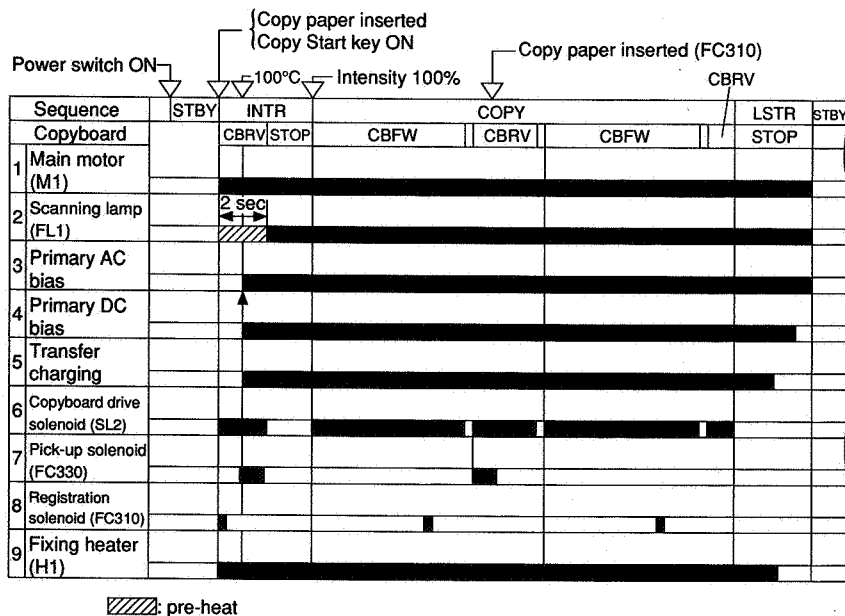 Copy paper inserted
Copy Start key ON
Copy paper inserted (FC310)
Power switch ON
100°C
Intensity 100%
CBRV
Sequence STBY INTR COPY LSTR STBY
Copyboard CBRV STOP CBFW CBRV CBFW STOP
1 Main motor
(M1)
2 sec
2 Scanning lamp
(FL1)
3 Primary AC
bias
4 Primary DC
bias
5 Transfer
charging
6 Copyboard drive
solenoid (SL2)
7 Pick-up solenoid
(FC330)
8 Registration
solenoid (FC310)
9 Fixing heater
(H1)
: pre-heat